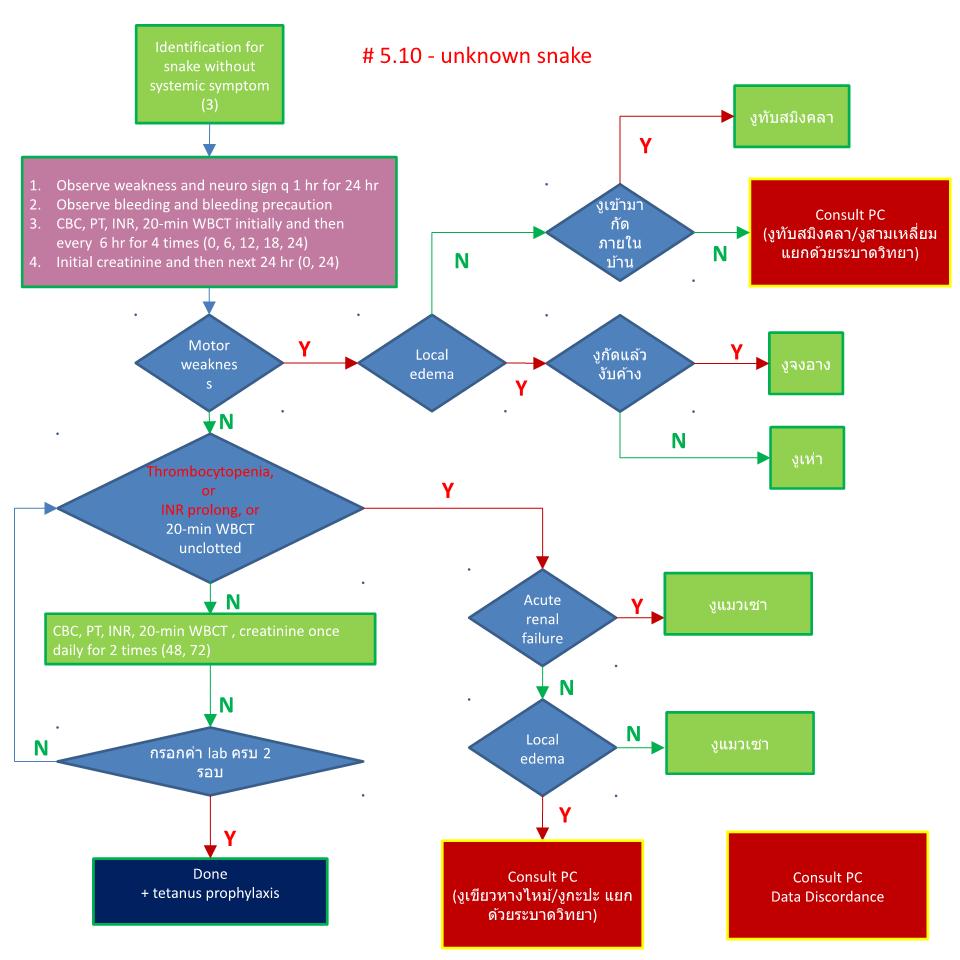 # 5.10 - unknown snake
Identification for
snake without
systemic symptom
(3)
1. Observe weakness and neuro sign q 1 hr for 24 hr
2. Observe bleeding and bleeding precaution
3. CBC, PT, INR, 20-min WBCT initially and then
every 6 hr for 4 times (0, 6, 12, 18, 24)
4. Initial creatinine and then next 24 hr (0, 24)
Motor
weaknes
s
Y
Local
edema
N
งูเข้ามา
กัด
ภายใน
บ้าน
Y
งูทับสมิงคลา
N
Consult PC
(งูทับสมิงคลา/งูสามเหลี่ยม
แยกด้วยระบาดวิทยา)
Y
งูกัดแล้ว
งับค้าง
Y
งูจงอาง
N
งูเห่า
N
Thrombocytopenia,
or
INR prolong, or
20-min WBCT
unclotted
Y
Acute
renal
failure
Y
งูแมวเซา
N
Local
edema
N
งูแมวเซา
Y
Consult PC
(งูเขียวหางไหม้/งูกะปะ แยก
ด้วยระบาดวิทยา)
N
CBC, PT, INR, 20-min WBCT , creatinine once
daily for 2 times (48, 72)
N
กรอกค่า lab ครบ 2
รอบ
N
Y
Done
+ tetanus prophylaxis
Consult PC
Data Discordance